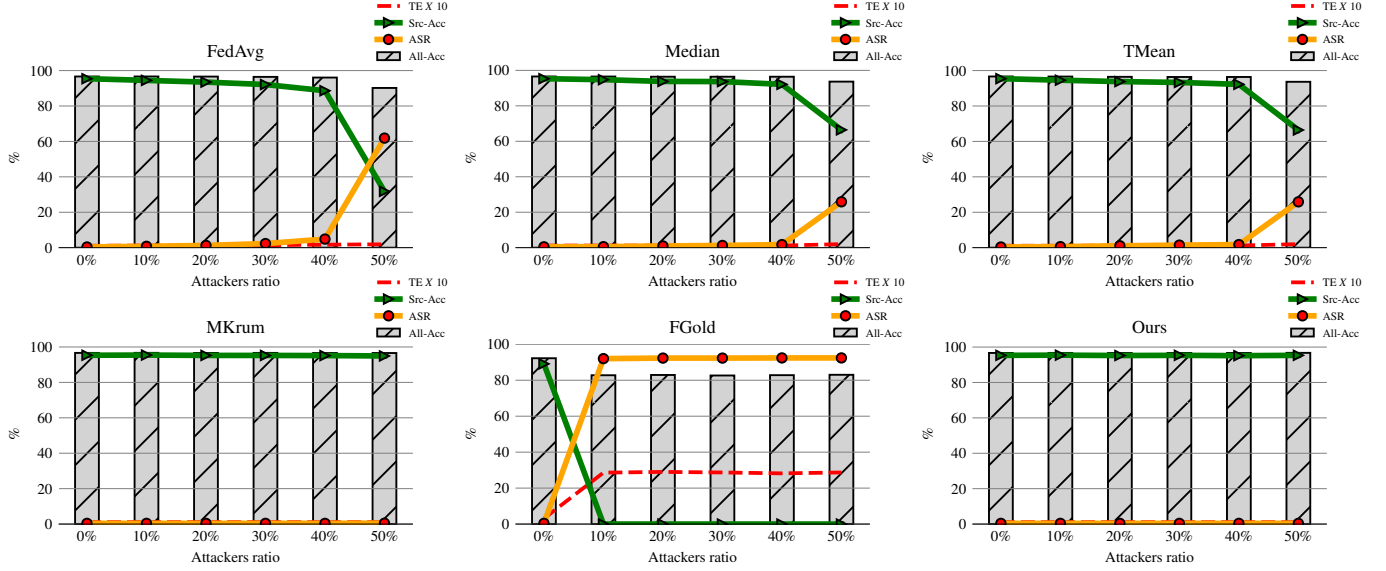 TE X 10
Src-Acc
ASR
All-Acc
FedAvg
100
80
60
40
20
0
%
0% 10% 20% 30% 40% 50%
Attackers ratio
TE X 10
Src-Acc
ASR
All-Acc
Median
100
80
60
40
20
0
%
0% 10% 20% 30% 40% 50%
Attackers ratio
TE X 10
Src-Acc
ASR
All-Acc
TMean
100
80
60
40
20
0
%
0% 10% 20% 30% 40% 50%
Attackers ratio
TE X 10
Src-Acc
ASR
All-Acc
MKrum
100
80
60
40
20
0
%
0% 10% 20% 30% 40% 50%
Attackers ratio
TE X 10
Src-Acc
ASR
All-Acc
FGold
100
80
60
40
20
0
%
0% 10% 20% 30% 40% 50%
Attackers ratio
TE X 10
Src-Acc
ASR
All-Acc
Ours
100
80
60
40
20
0
%
0% 10% 20% 30% 40% 50%
Attackers ratio